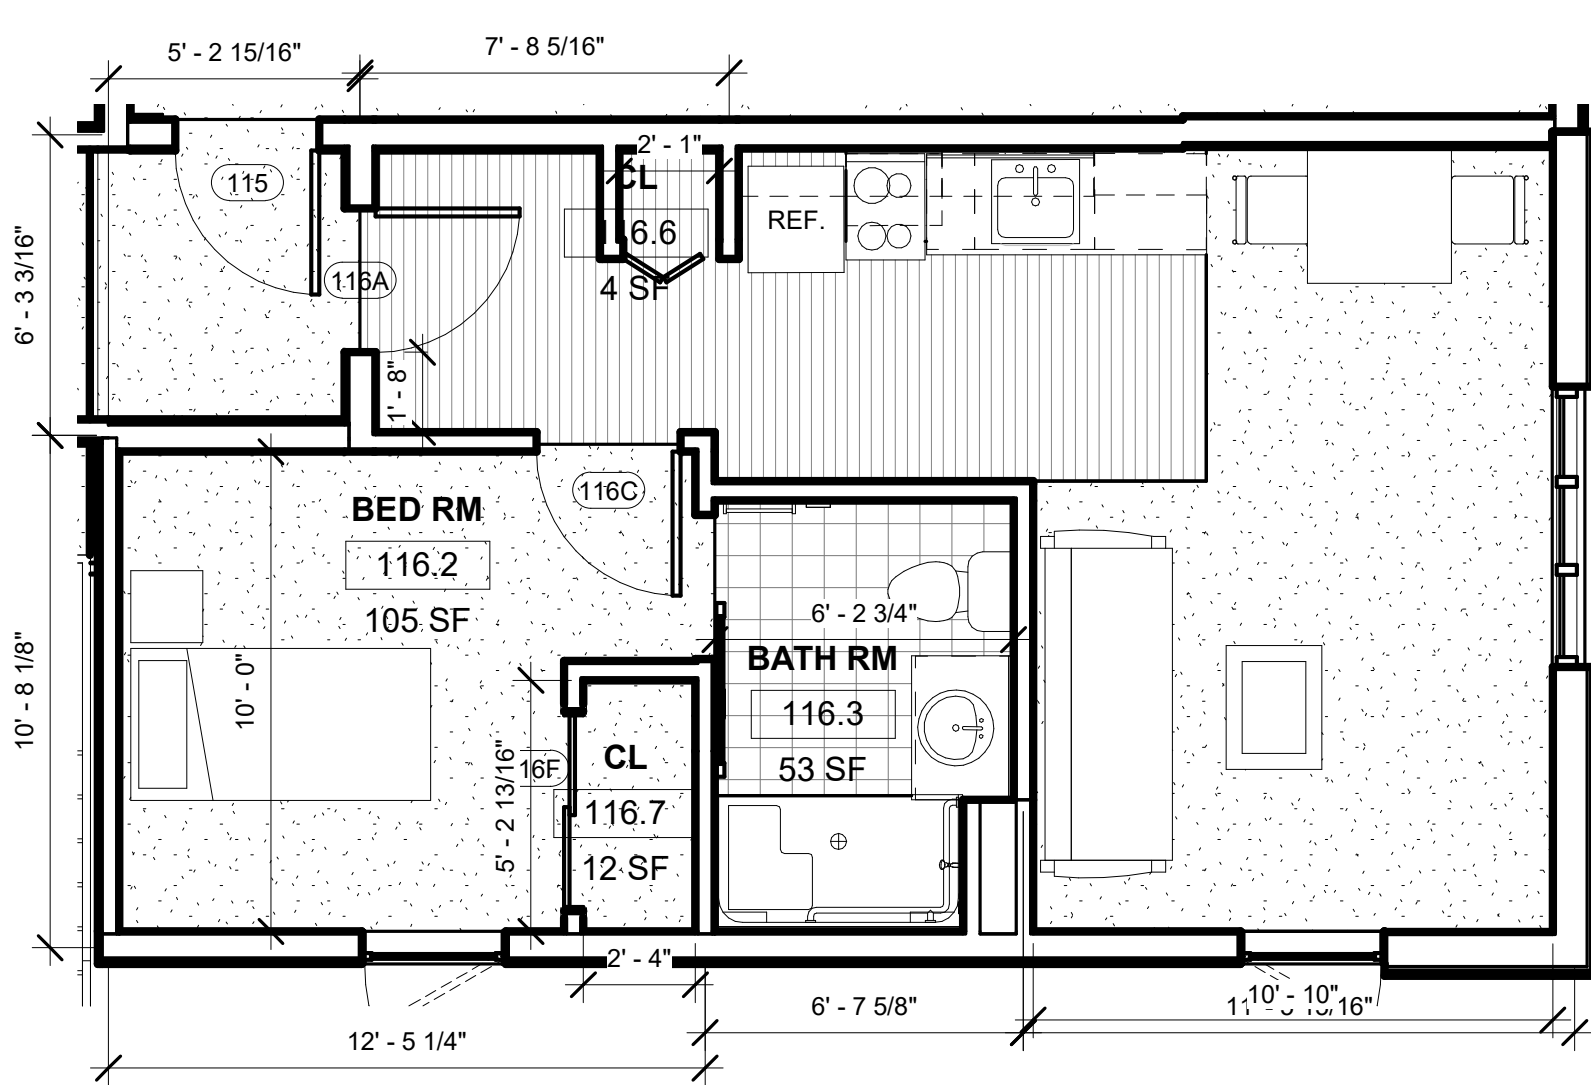 5' - 2 15/16"
7' - 8 5/16"
2' - 1"
115
CL
REF.
6.6
116A
4 SF
6' - 3 3/16"
1' - 8"
116C
BED RM
116.2
105 SF
6' - 2 3/4"
BATH RM
116.3
53 SF
10' - 8 1/8"
10' - 0"
5' - 2 13/16"
16F
CL
116.7
12 SF
2' - 4"
6' - 7 5/8"
10' - 10"
12' - 5 1/4"